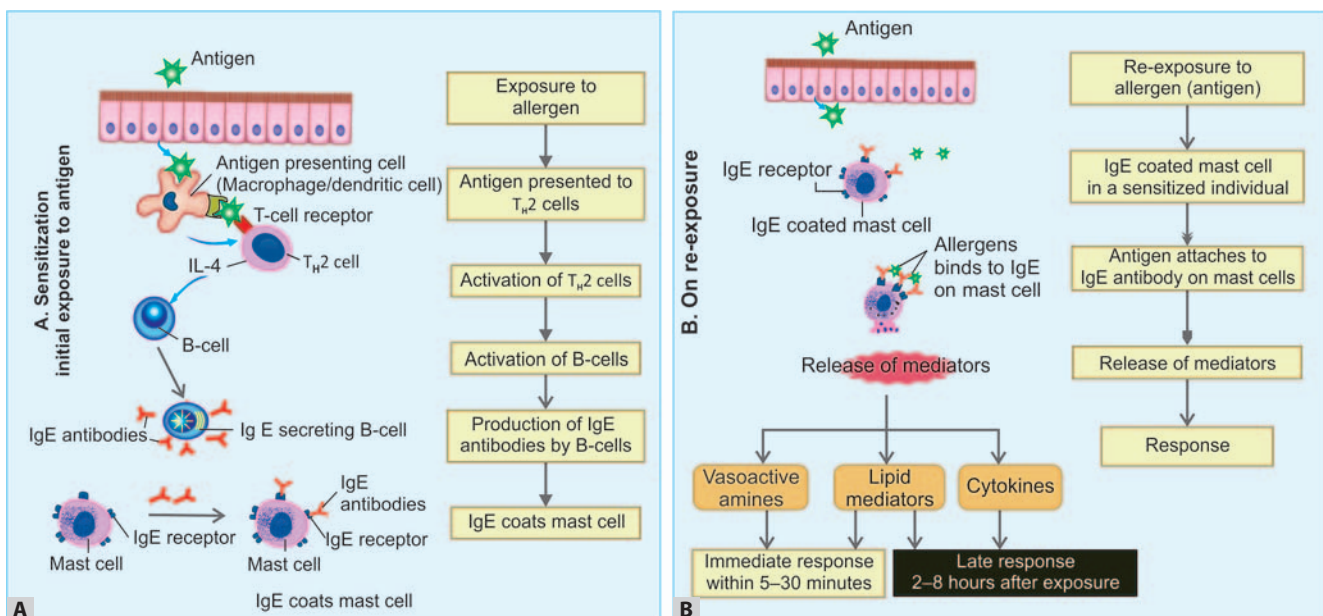 A. Sensitization
initial exposure to antigen
Antigen
Antigen presenting cell
(Macrophage/dendritic cell)
T-cell receptor
IL-4
TH2 cell
B-cell
IgE antibodies
Ig E secreting B-cell
IgE
antibodies
IgE receptor
IgE receptor
Mast cell
Mast cell
IgE coats mast cell
Exposure to
allergen
Antigen presented to
TH2 cells
Activation of TH2 cells
Activation of B-cells
Production of IgE
antibodies by B-cells
IgE coats mast cell
A
B. On re-exposure
Antigen
IgE receptor
IgE coated mast cell
Allergens
binds to IgE
on mast cell
Release of mediators
Vasoactive
amines
Lipid
mediators
Cytokines
Immediate response
within 5–30 minutes
Late response
2–8 hours after exposure
Re-exposure to
allergen (antigen)
IgE coated mast cell
in a sensitized individual
Antigen attaches to
IgE antibody on mast cells
Release of mediators
Response
B